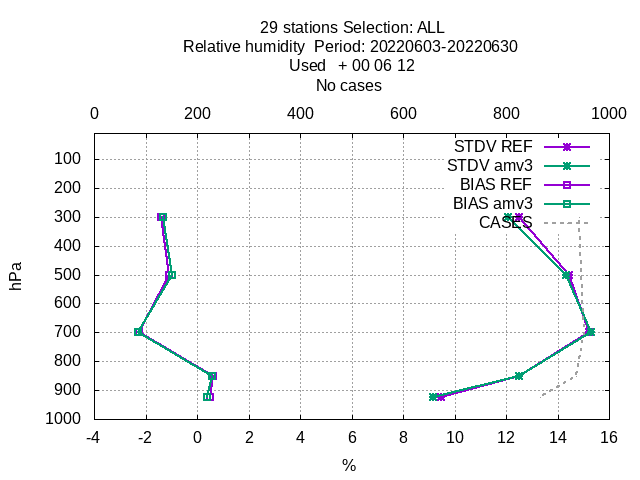 29 stations Selection: ALL
Relative humidity  Period: 20220603-20220630
Used   + 00 06 12
No cases
0 200 400 600 800 1000
STDV REF
STDV amv3
BIAS REF
BIAS amv3
CASES
100
200
300
400
500
600
700
800
900
1000
hPa
-4 -2 0 2 4 6 8 10 12 14 16
%